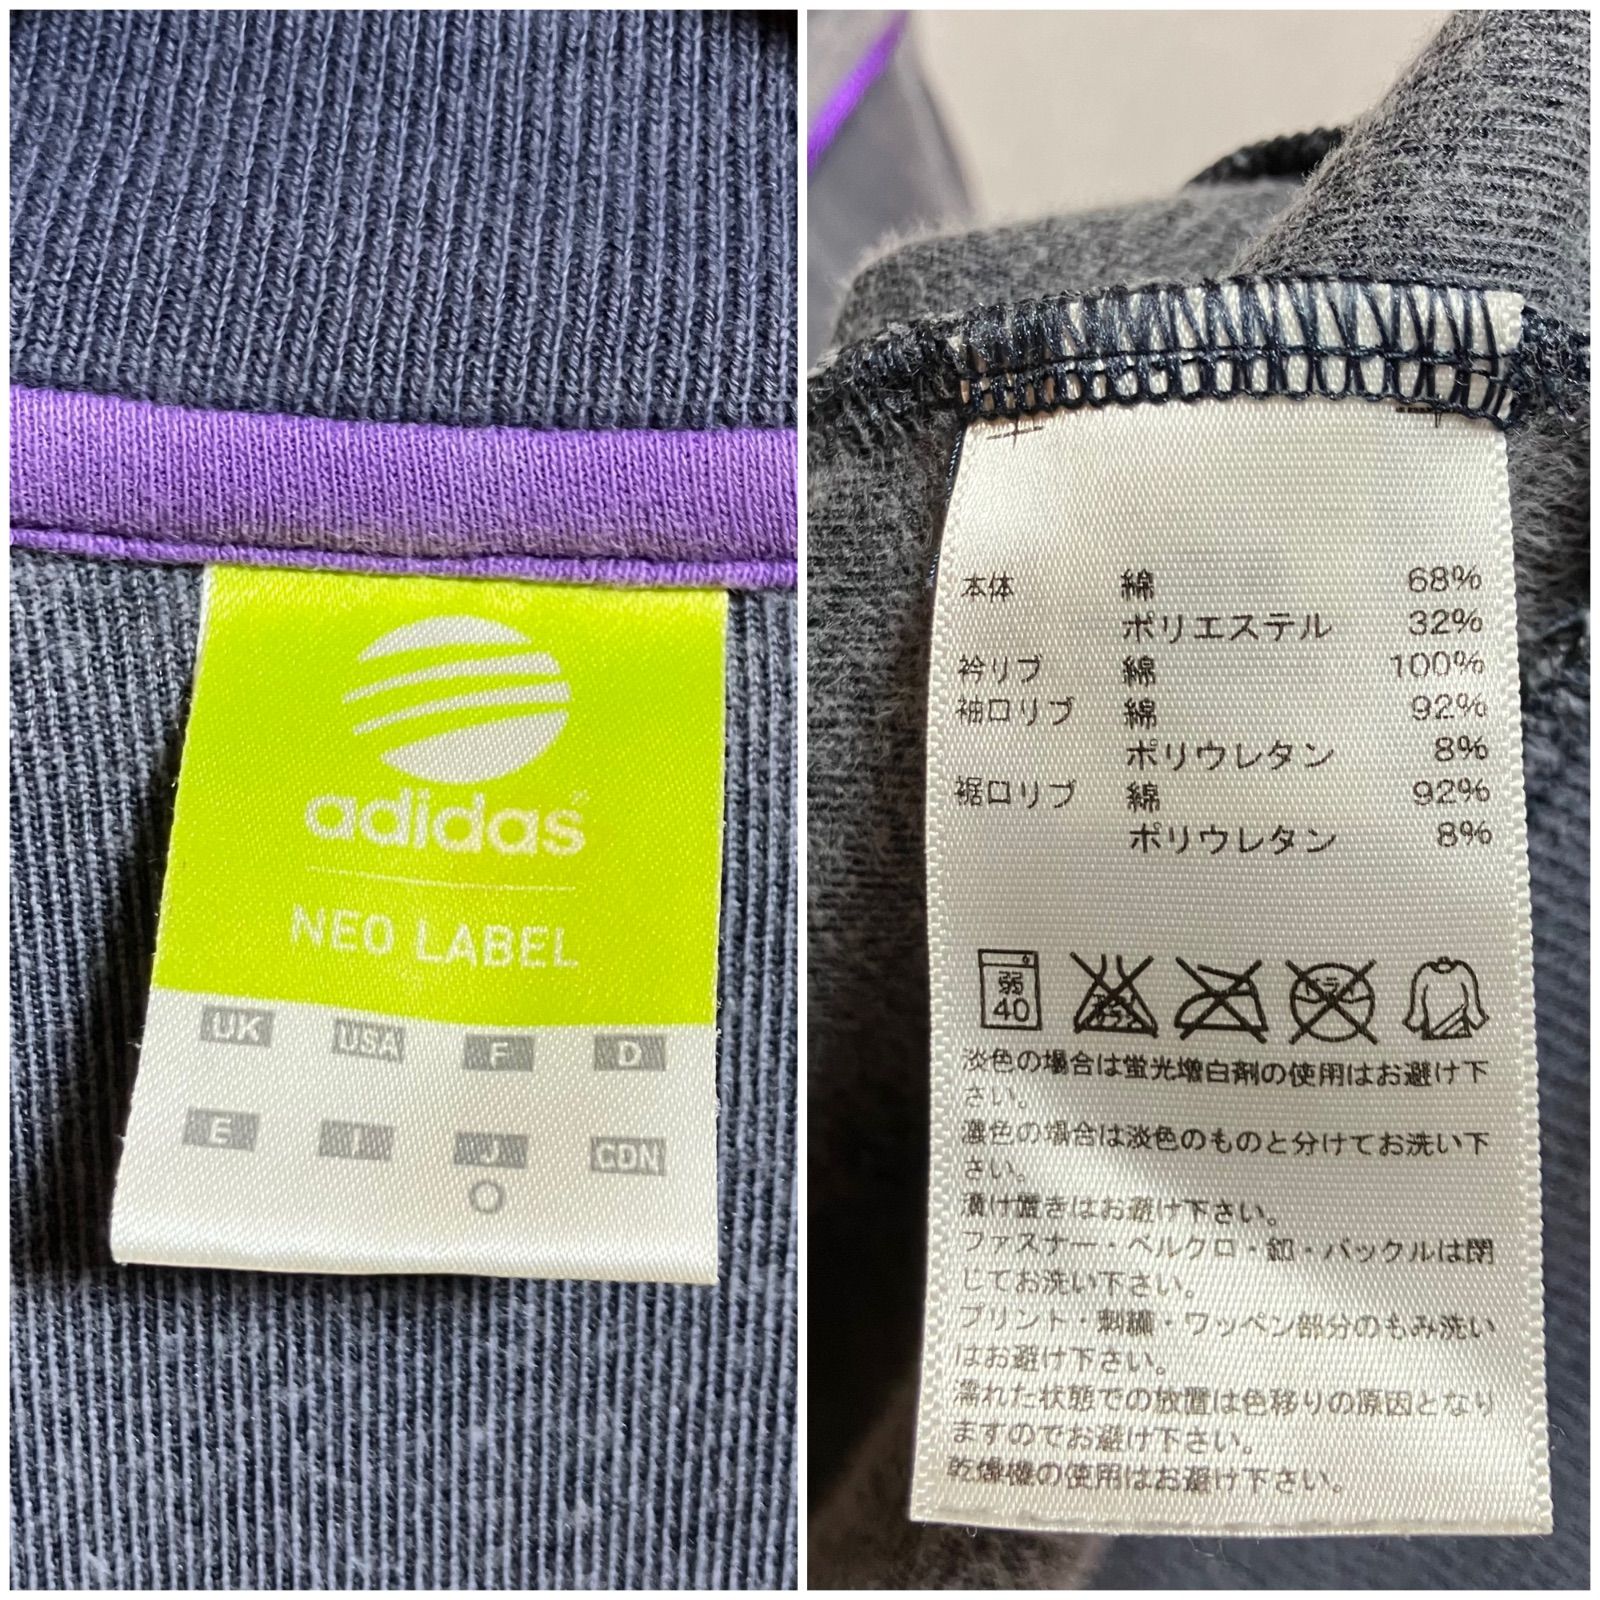 adidas
NEO LABEL
UK USA F D
E I J CDN
O
本体 綿 68%
ポリエステル 32%
衿リブ 綿 100%
袖口リブ 綿 92%
ポリウレタン 8%
裾口リブ 綿 92%
ポリウレタン 8%
弱
40
淡色の場合は蛍光増白剤の使用はお避け下
さい。
濃色の場合は淡色のものと分けてお洗い下
さい。
漬け置きはお避け下さい。
ファスナー・ベルクロ・釦・バックルは閉
じてお洗い下さい。
プリント・刺繍・ワッペン部分のもみ洗い
はお避け下さい。
濡れた状態での放置は色移りの原因となり
ますのでお避け下さい。
乾燥機の使用はお避け下さい。